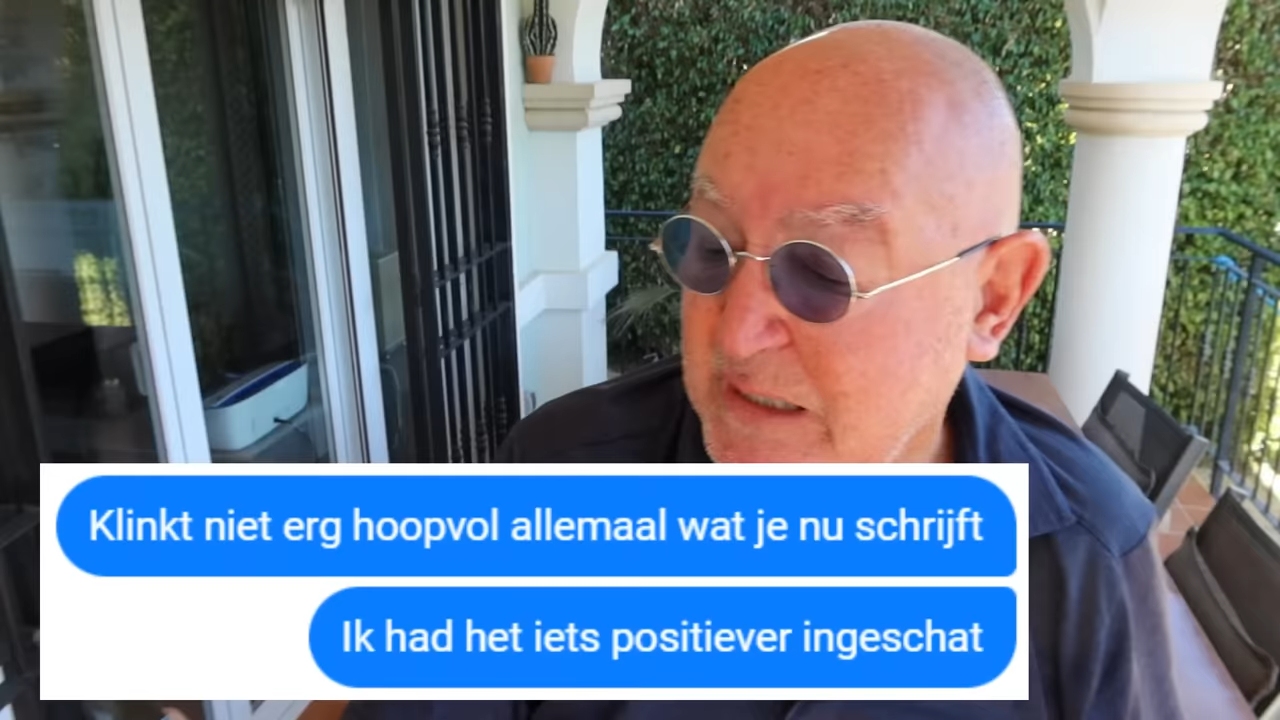 Klinkt niet erg hoopvol allemaal wat je nu schrijft
Ik had het iets positiever ingeschat